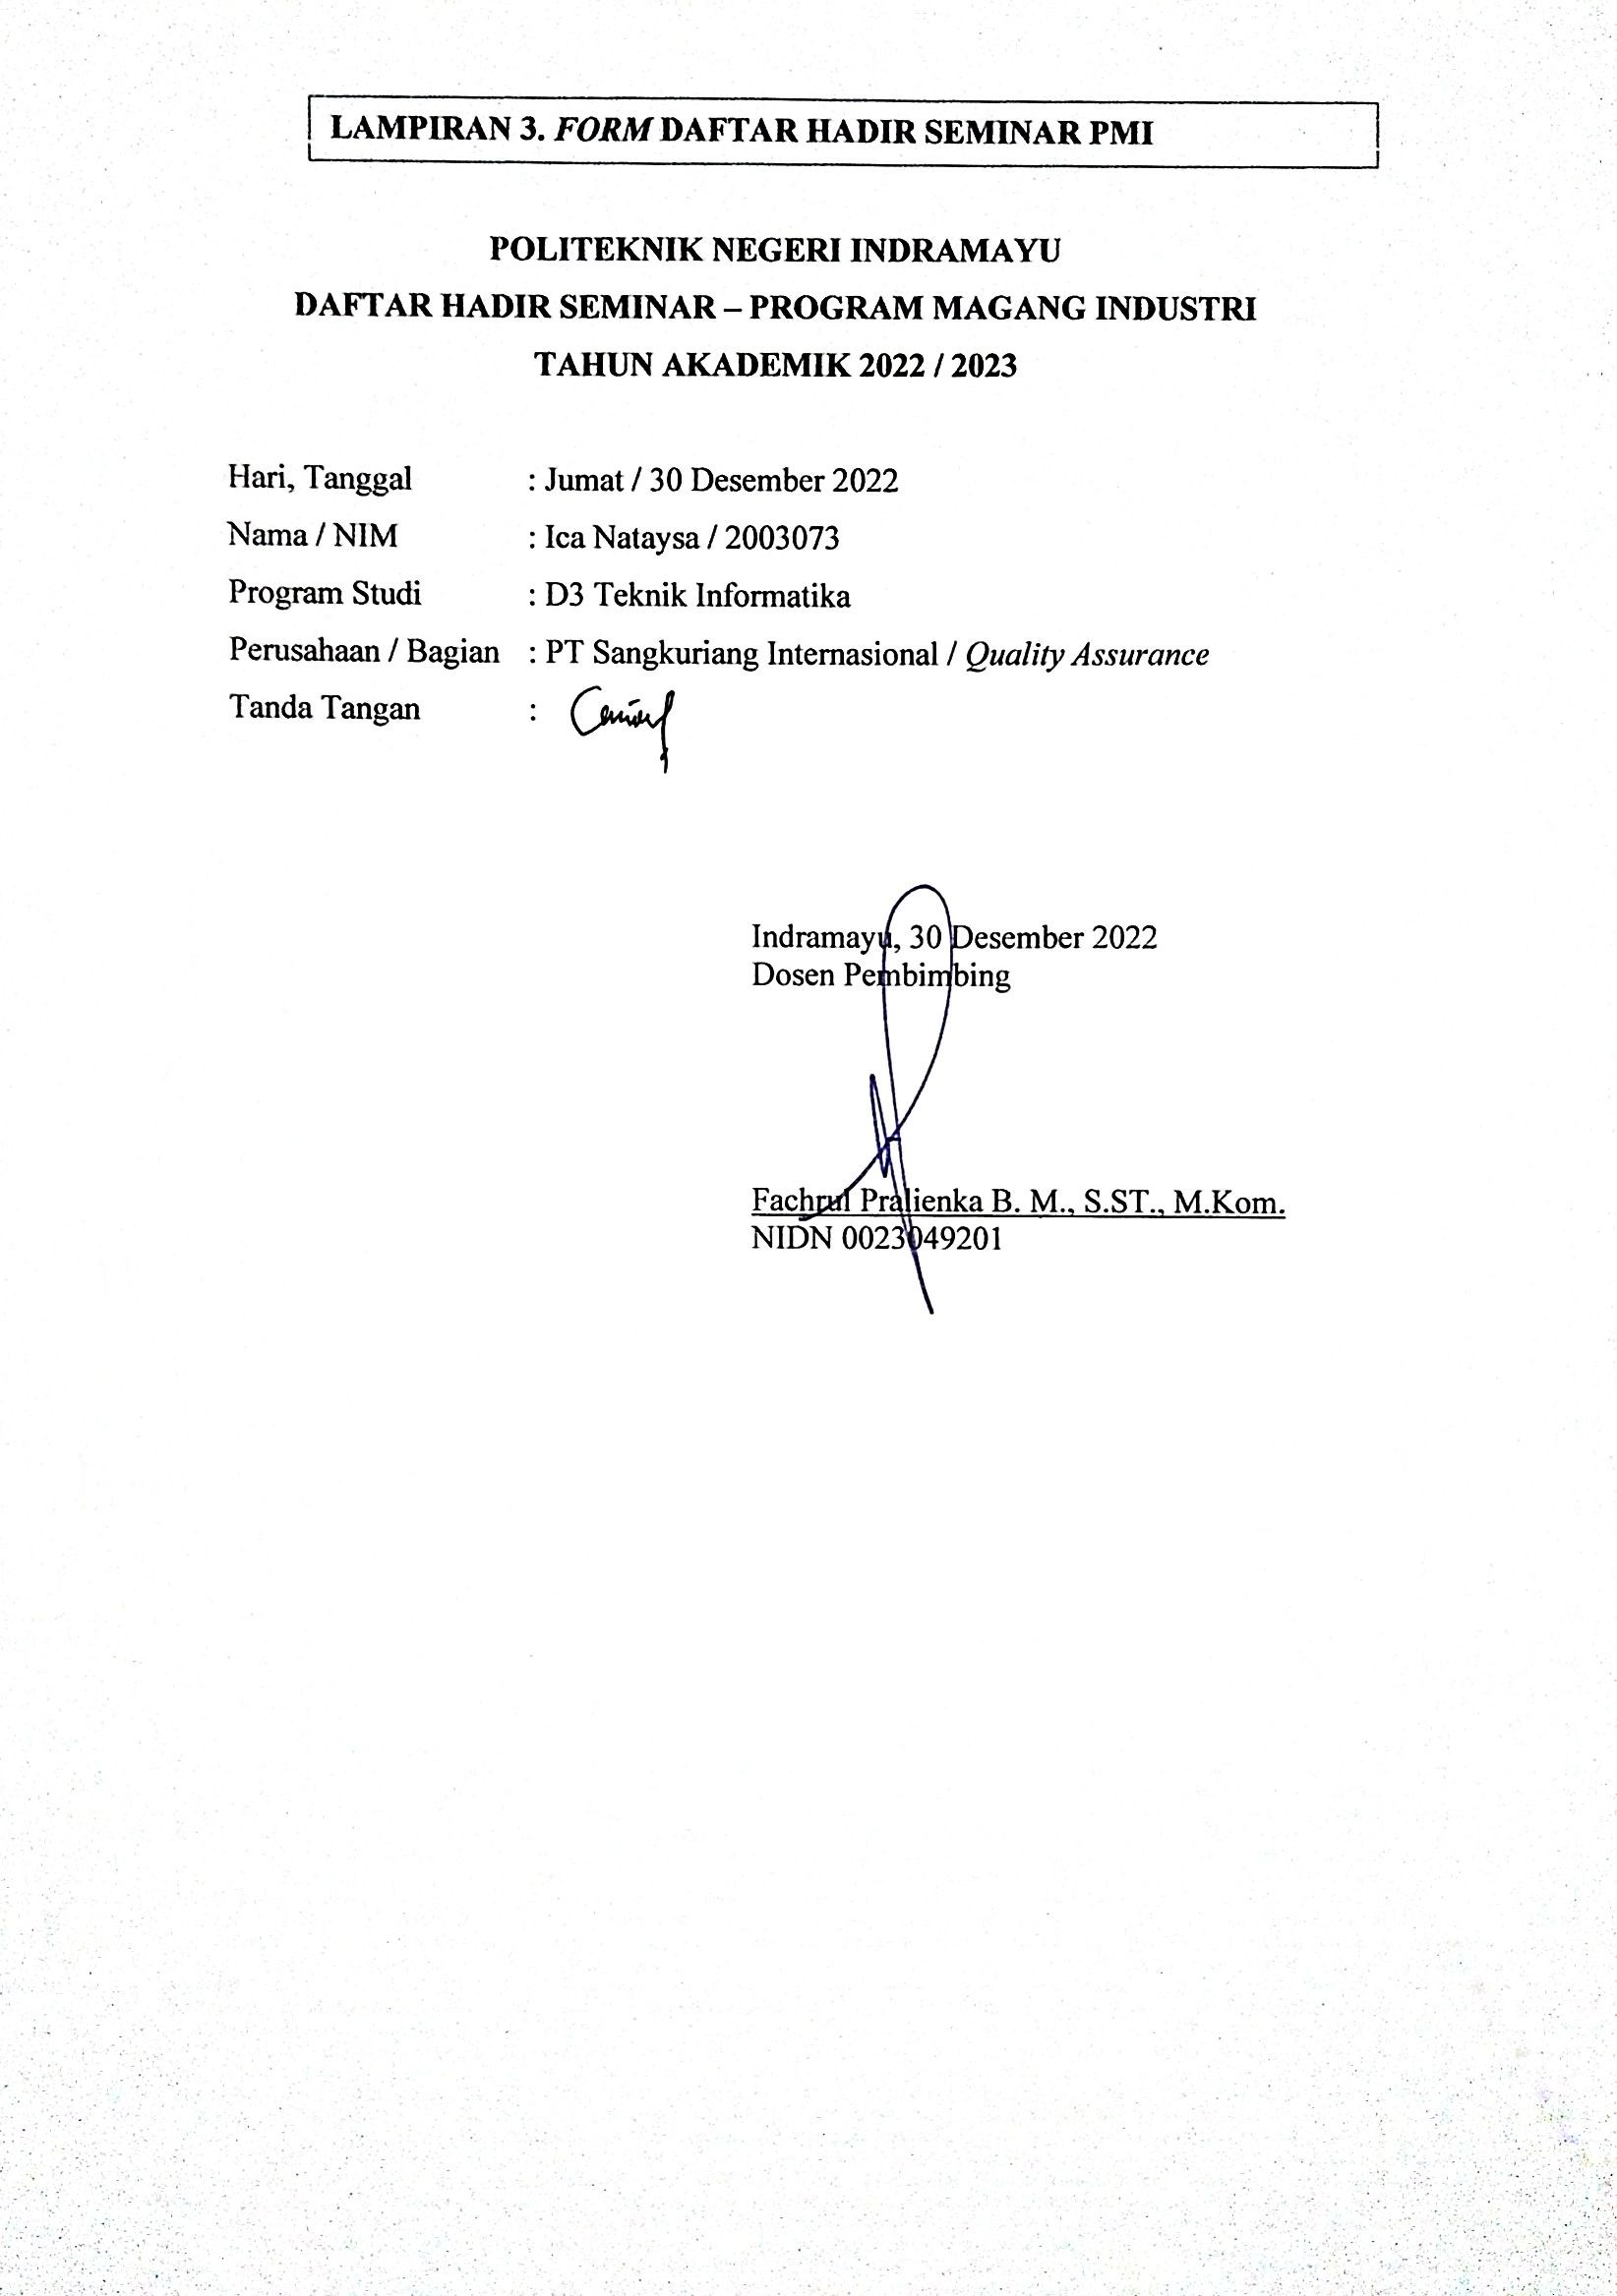 LAMPIRAN 3. FORM DAFTAR HADIR SEMINAR PMI
POLITEKNIK NEGERI INDRAMAYU
DAFTAR HADIR SEMINAR – PROGRAM MAGANG INDUSTRI
TAHUN AKADEMIK 2022 / 2023
Hari, Tanggal : Jumat / 30 Desember 2022
Nama / NIM : Ica Nataysa / 2003073
Program Studi : D3 Teknik Informatika
Perusahaan / Bagian : PT Sangkuriang Internasional / Quality Assurance
Tanda Tangan :
Indramayu, 30 Desember 2022
Dosen Pembimbing
Fachrul Pralienka B. M., S.ST., M.Kom.
NIDN 0023049201